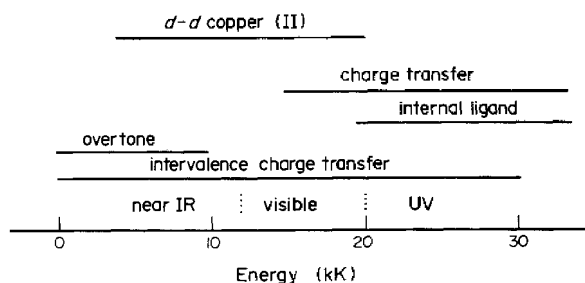 d-d copper (II)
charge transfer
internal ligand
overtone
intervalence charge transfer
near IR visible UV
0 10 20 30
Energy (kK)